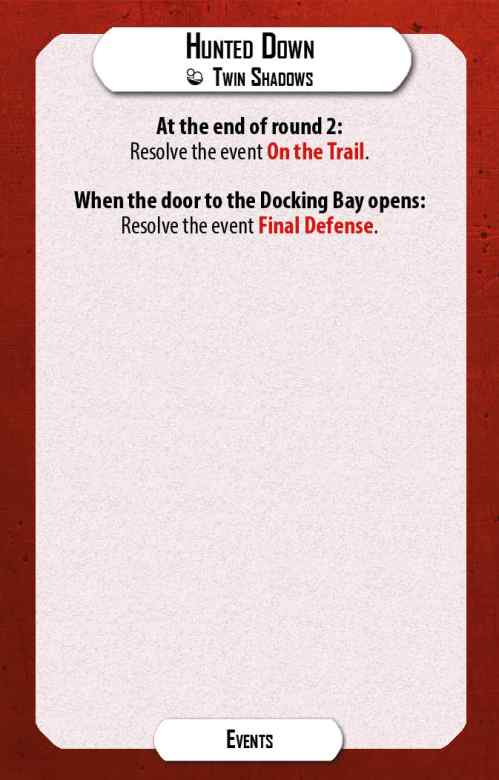 Hunted Down
Twin Shadows
At the end of round 2:
Resolve the event On the Trail.
When the door to the Docking Bay opens:
Resolve the event Final Defense.
Events